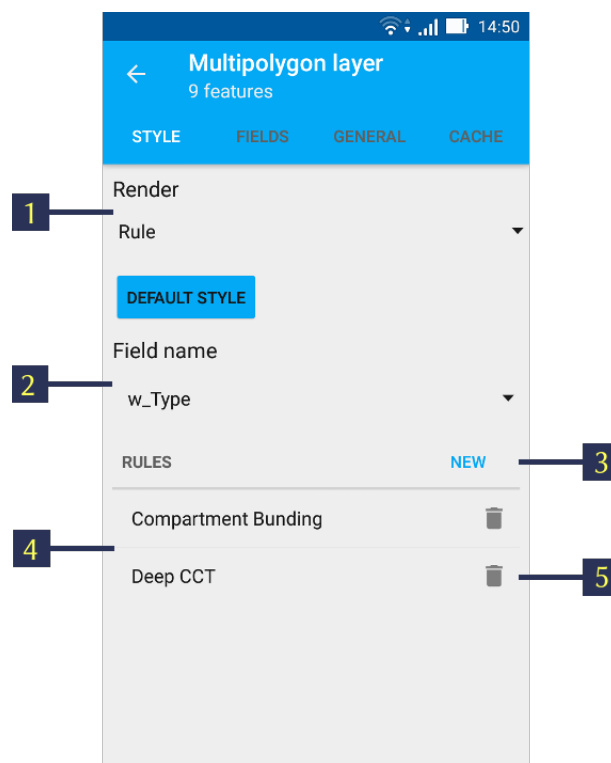 14:50
Multipolygon layer
9 features
STYLE FIELDS GENERAL CACHE
Render
1
Rule
DEFAULT STYLE
Field name
2
w_Type
RULES NEW 3
Compartment Bunding
4
Deep CCT 5